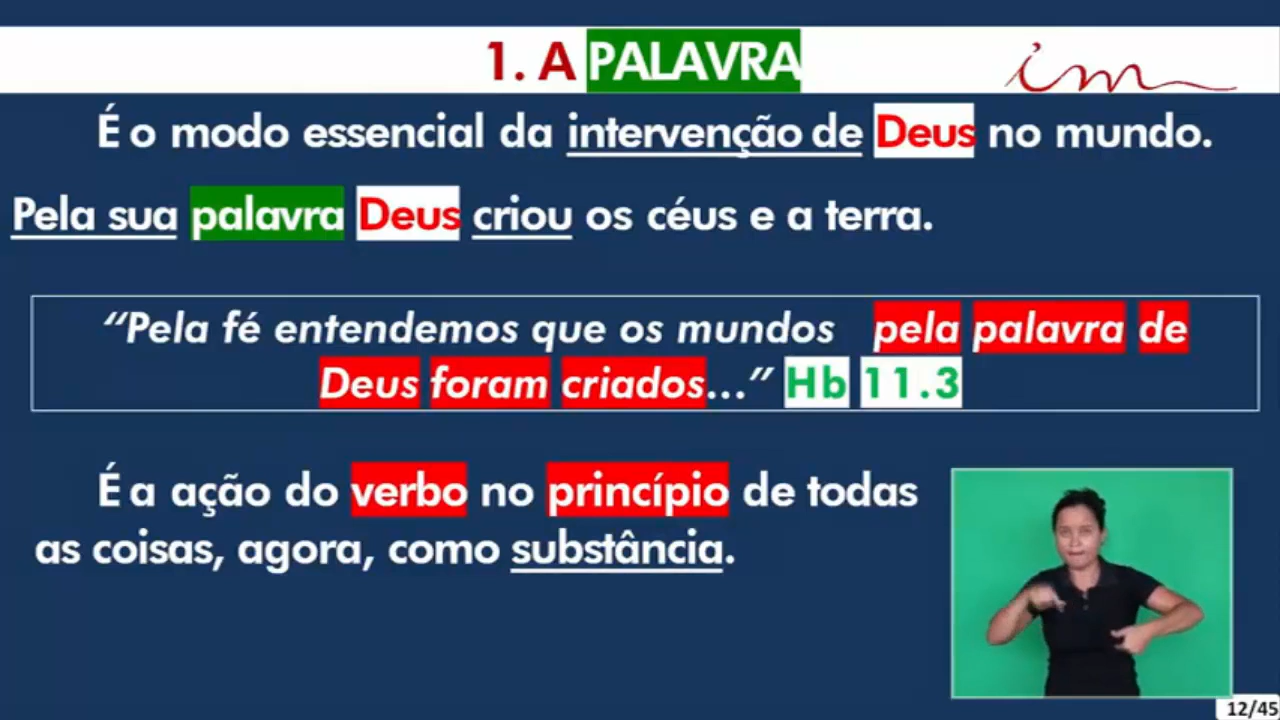 1. A PALAVRA
im
É o modo essencial da intervenção de Deus no mundo.
Pela sua palavra Deus criou os céus e a terra.
“Pela fé entendemos que os mundos pela palavra de
Deus foram criados...” Hb 11.3
É a ação do verbo no princípio de todas
as coisas, agora, como substância.
12/45